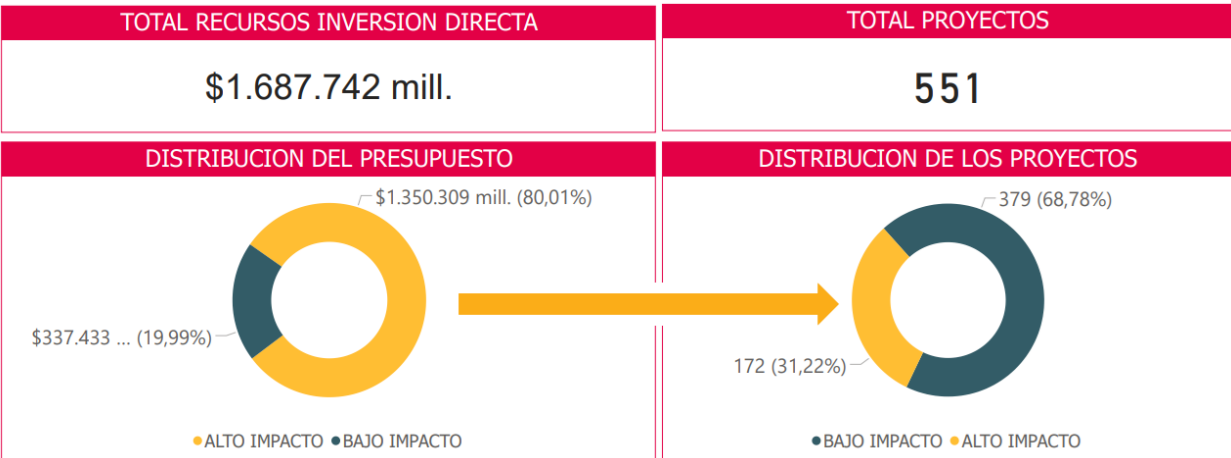 TOTAL RECURSOS INVERSION DIRECTA
$1.687.742 mill.
TOTAL PROYECTOS
551
DISTRIBUCION DEL PRESUPUESTO
$1.350.309 mill. (80,01%)
$337.433 ... (19,99%)
ALTO IMPACTO BAJO IMPACTO
DISTRIBUCION DE LOS PROYECTOS
379 (68,78%)
172 (31,22%)
BAJO IMPACTO ALTO IMPACTO